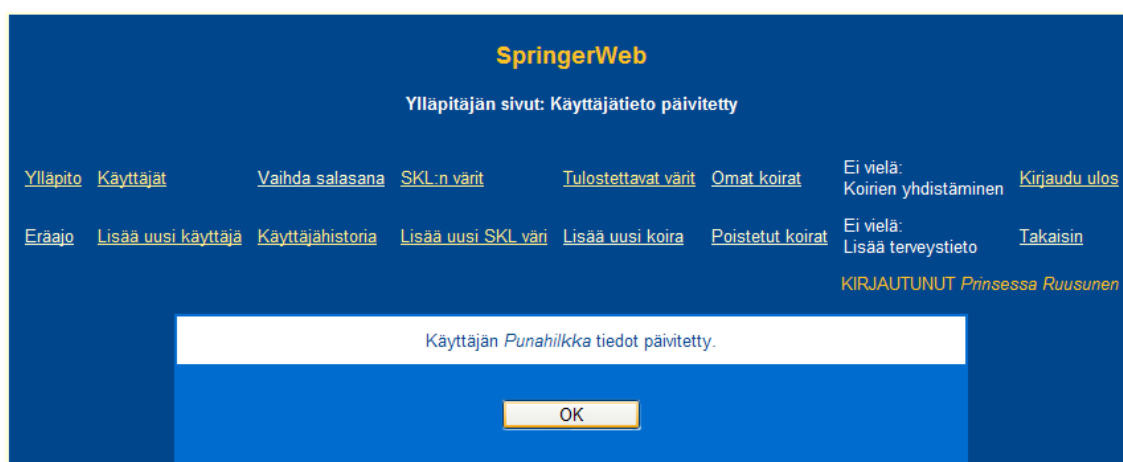 SpringerWeb
Ylläpitäjän sivut: Käyttäjätieto päivitetty
Ylläpito Käyttäjät Vaihda salasana SKL:n värit Tulostettavat värit Omat koirat Ei vielä: Koirien yhdistäminen Kirjaudu ulos
Eräajo Lisää uusi käyttäjä Käyttäjähistoria Lisää uusi SKL väri Lisää uusi koira Poistetut koirat Ei vielä: Lisää terveystieto Takaisin
KIRJAUTUNUT Prinsessa Ruusunen
Käyttäjän Punahilkka tiedot päivitetty.
OK